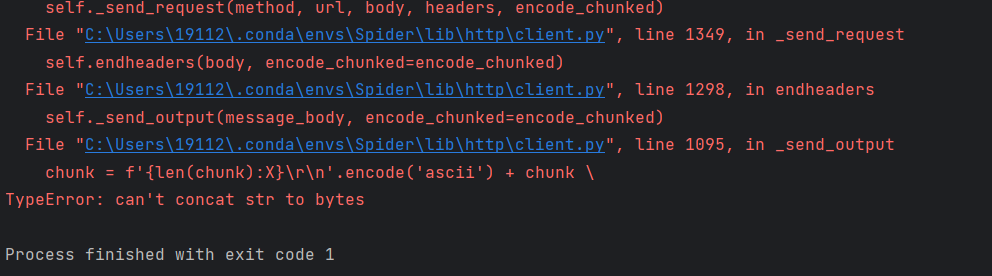 self._send_request(method, url, body, headers, encode_chunked)
File "C:\Users\19112\.conda\envs\Spider\lib\http\client.py", line 1349, in _send_request
self.endheaders(body, encode_chunked=encode_chunked)
File "C:\Users\19112\.conda\envs\Spider\lib\http\client.py", line 1298, in endheaders
self._send_output(message_body, encode_chunked=encode_chunked)
File "C:\Users\19112\.conda\envs\Spider\lib\http\client.py", line 1095, in _send_output
chunk = f'{len(chunk):X}\r\n'.encode('ascii') + chunk \
TypeError: can't concat str to bytes
Process finished with exit code 1